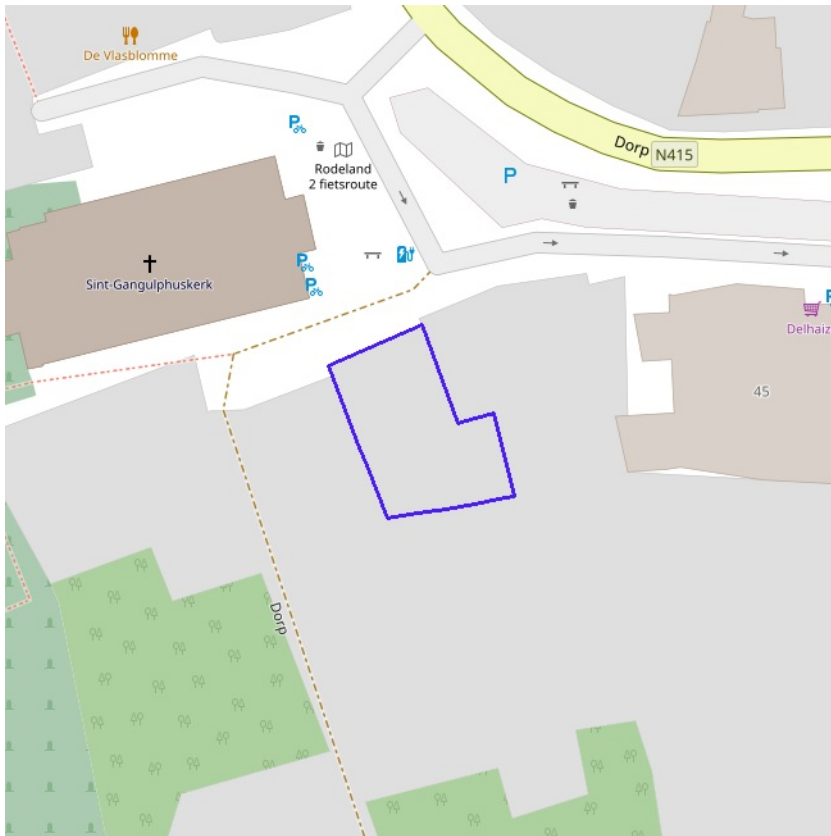 De Vlasblomme
Dorp
N415
Rodeland
2 fietsroute
P
Sint-Gangulphuskerk
Delhaiz
45
Dorp